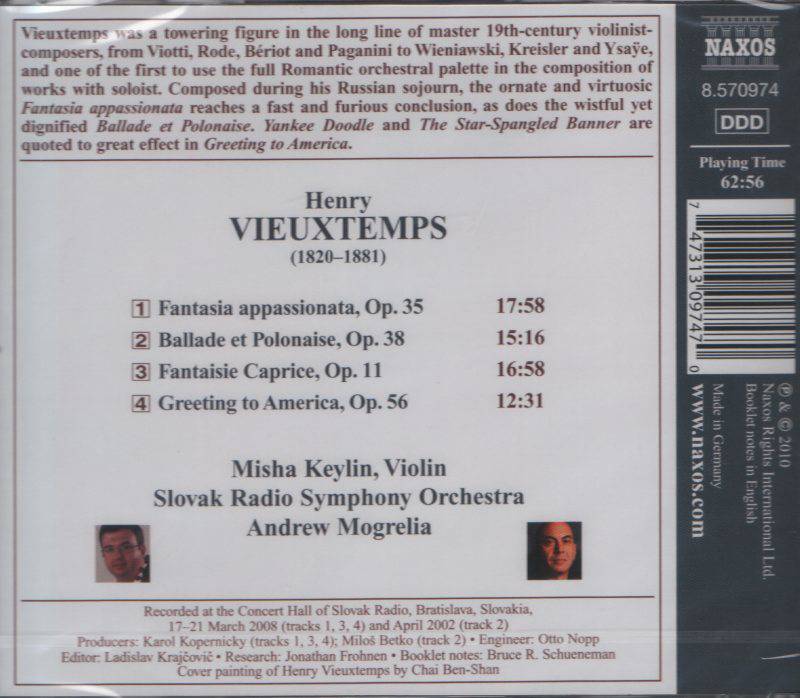 Vieuxtemps was a towering figure in the long line of master 19th-century violinist-
composers, from Viotti, Rode, Bériot and Paganini to Wieniawski, Kreisler and Ysaÿe,
and one of the first to use the full Romantic orchestral palette in the composition of
works with soloist. Composed during his Russian sojourn, the ornate and virtuosic
Fantasia appassionata reaches a fast and furious conclusion, as does the wistful yet
dignified Ballade et Polonaise. Yankee Doodle and The Star-Spangled Banner are
quoted to great effect in Greeting to America.
Henry
VIEUXTEMPS
(1820–1881)
1 Fantasia appassionata, Op. 35 17:58
2 Ballade et Polonaise, Op. 38 15:16
3 Fantaisie Caprice, Op. 11 16:58
4 Greeting to America, Op. 56 12:31
Misha Keylin, Violin
Slovak Radio Symphony Orchestra
Andrew Mogrelia
Recorded at the Concert Hall of Slovak Radio, Bratislava, Slovakia,
17–21 March 2008 (tracks 1, 3, 4) and April 2002 (track 2)
Producers: Karol Kopernicky (tracks 1, 3, 4); Miloš Betko (track 2) • Engineer: Otto Nopp
Editor: Ladislav Krajčovič • Research: Jonathan Frohnen • Booklet notes: Bruce R. Schueneman
Cover painting of Henry Vieuxtemps by Chai Ben-Shan
NAXOS
8.570974
DDD
Playing Time
62:56
7 47313 09747 0
℗ & © 2010
Naxos Rights International Ltd.
Booklet notes in English
Made in Germany
www.naxos.com